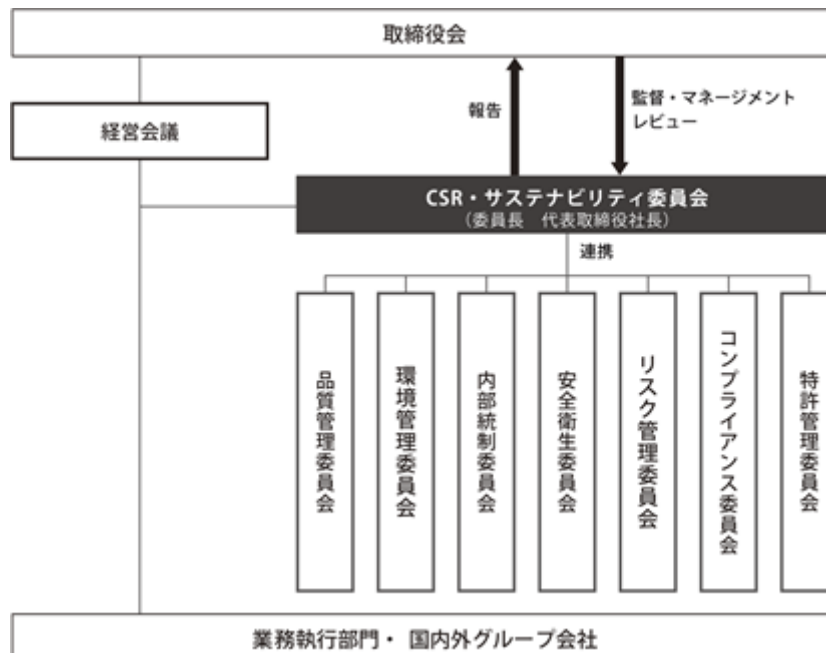 取締役会
経営会議
報告
監督・マネージメント
レビュー
CSR・サステナビリティ委員会
（委員長　代表取締役社長）
連携
品質管理委員会
環境管理委員会
内部統制委員会
安全衛生委員会
リスク管理委員会
コンプライアンス委員会
特許管理委員会
業務執行部門・ 国内外グループ会社